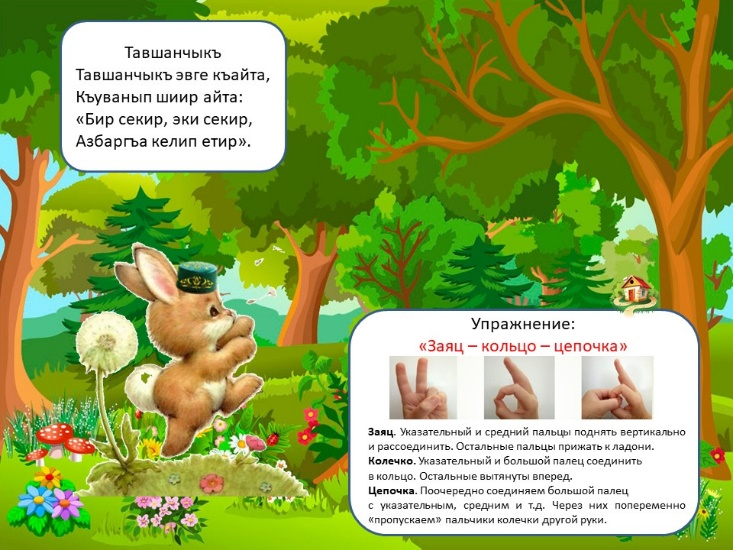 Тавшанчыкъ
Тавшанчыкъ эвге къайта,
Къуванып шиир айта:
«Бир секир, эки секир,
Азбаргъа келип етир».
Упражнение:
«Заяц – кольцо – цепочка»
Заяц. Указательный и средний пальцы поднять вертикально
и рассоединить. Остальные пальцы прижать к ладони.
Колечко. Указательный и большой палец соединить
в кольцо. Остальные вытянуты вперед.
Цепочка. Поочередно соединяем большой палец
с указательным, средним и т.д. Через них попеременно
«пропускаем» пальчики колечки другой руки.